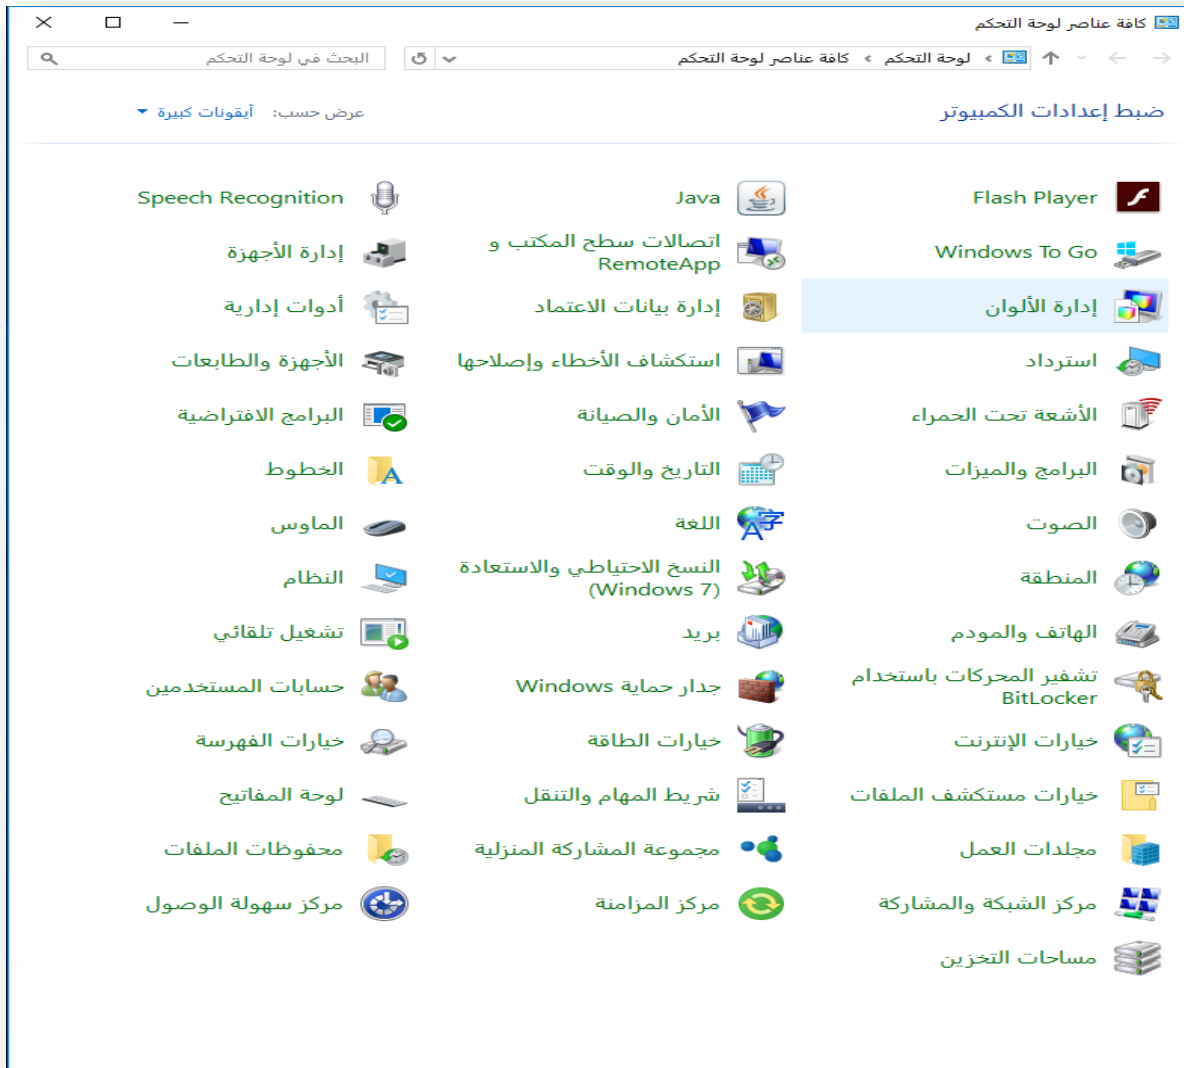 كافة عناصر لوحة التحكم
لوحة التحكم
كافة عناصر لوحة التحكم
البحث في لوحة التحكم
ضبط إعدادات الكمبيوتر
عرض حسب: أيقونات كبيرة
Flash Player
Java
Speech Recognition
Windows To Go
اتصالات سطح المكتب و
RemoteApp
إدارة الأجهزة
إدارة الألوان
إدارة بيانات الاعتماد
أدوات إدارية
استرداد
استكشاف الأخطاء وإصلاحها
الأجهزة والطابعات
الأشعة تحت الحمراء
الأمان والصيانة
البرامج الافتراضية
البرامج والميزات
التاريخ والوقت
الخطوط
الصوت
اللغة
الماوس
المنطقة
النسخ الاحتياطي والاستعادة
(Windows 7)
النظام
الهاتف والمودم
بريد
تشغيل تلقائي
تشفير المحركات باستخدام
BitLocker
جدار حماية Windows
حسابات المستخدمين
خيارات الإنترنت
خيارات الطاقة
خيارات الفهرسة
خيارات مستكشف الملفات
شريط المهام والتنقل
لوحة المفاتيح
مجلدات العمل
مجموعة المشاركة المنزلية
محفوظات الملفات
مركز الشبكة والمشاركة
مركز المزامنة
مركز سهولة الوصول
مساحات التخزين